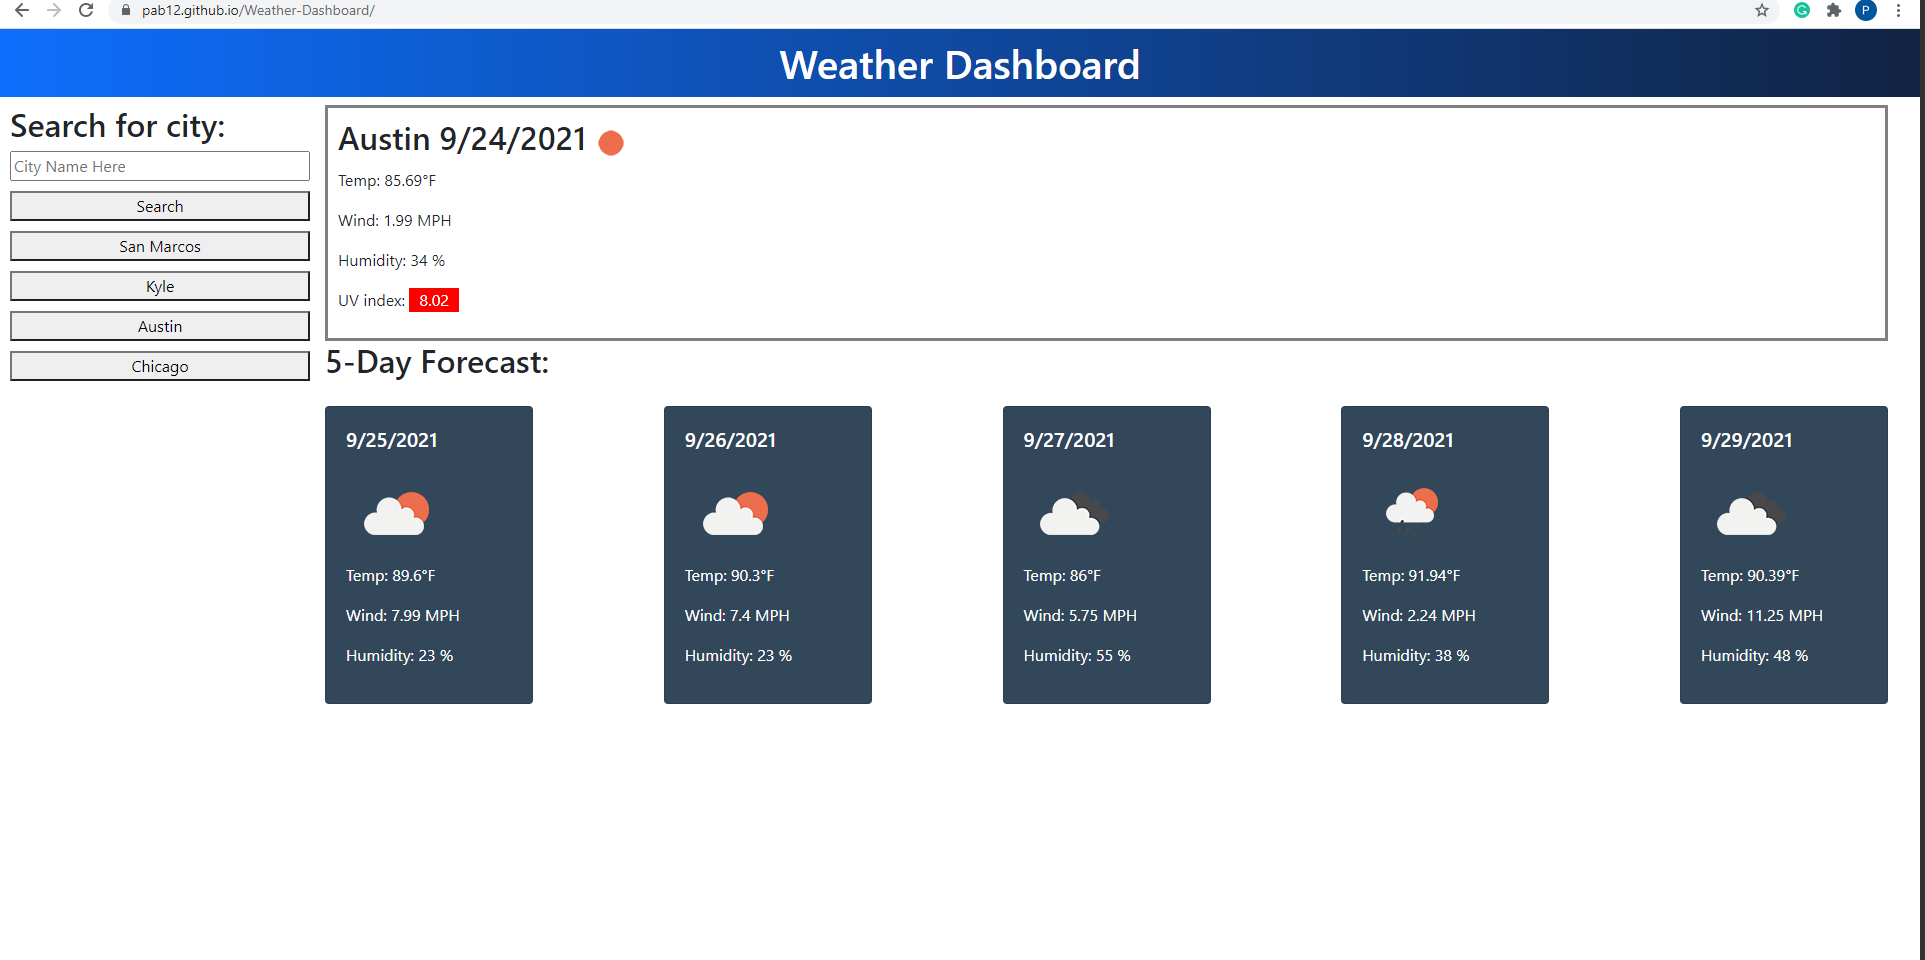 pab12.github.io/Weather-Dashboard/
P
Weather Dashboard
Search for city:
City Name Here
Search
San Marcos
Kyle
Austin
Chicago
Austin 9/24/2021
Temp: 85.69°F
Wind: 1.99 MPH
Humidity: 34 %
UV index: 8.02
5-Day Forecast:
9/25/2021
Temp: 89.6°F
Wind: 7.99 MPH
Humidity: 23 %
9/26/2021
Temp: 90.3°F
Wind: 7.4 MPH
Humidity: 23 %
9/27/2021
Temp: 86°F
Wind: 5.75 MPH
Humidity: 55 %
9/28/2021
Temp: 91.94°F
Wind: 2.24 MPH
Humidity: 38 %
9/29/2021
Temp: 90.39°F
Wind: 11.25 MPH
Humidity: 48 %